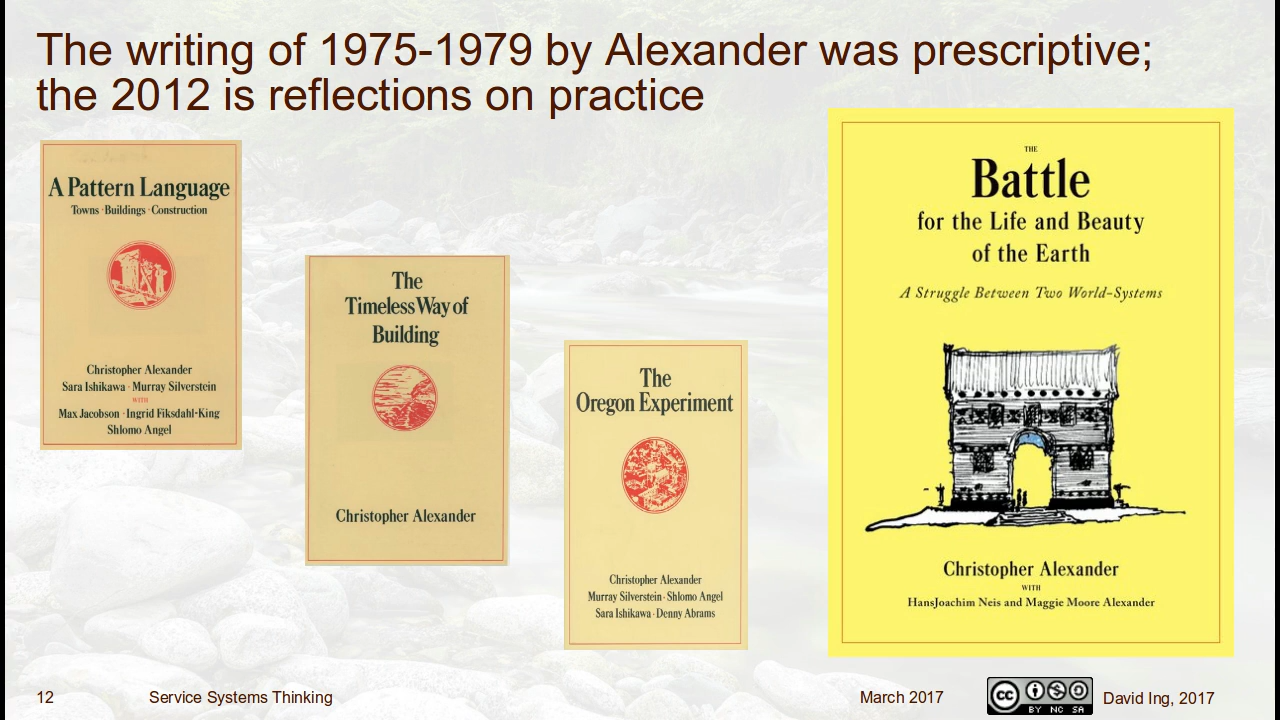 The writing of 1975-1979 by Alexander was prescriptive;
the 2012 is reflections on practice
A Pattern Language
Towns · Buildings · Construction
Christopher Alexander
Sara Ishikawa · Murray Silverstein
WITH
Max Jacobson · Ingrid Fiksdahl-King
Shlomo Angel
The
Timeless Way of
Building
Christopher Alexander
The
Oregon Experiment
Christopher Alexander
Murray Silverstein · Shlomo Angel
Sara Ishikawa · Denny Abrams
THE
Battle
for the Life and Beauty
of the Earth
A Struggle Between Two World-Systems
Christopher Alexander
WITH
HansJoachim Neis and Maggie Moore Alexander
12
Service Systems Thinking
March 2017
cc
BY NC SA
David Ing, 2017